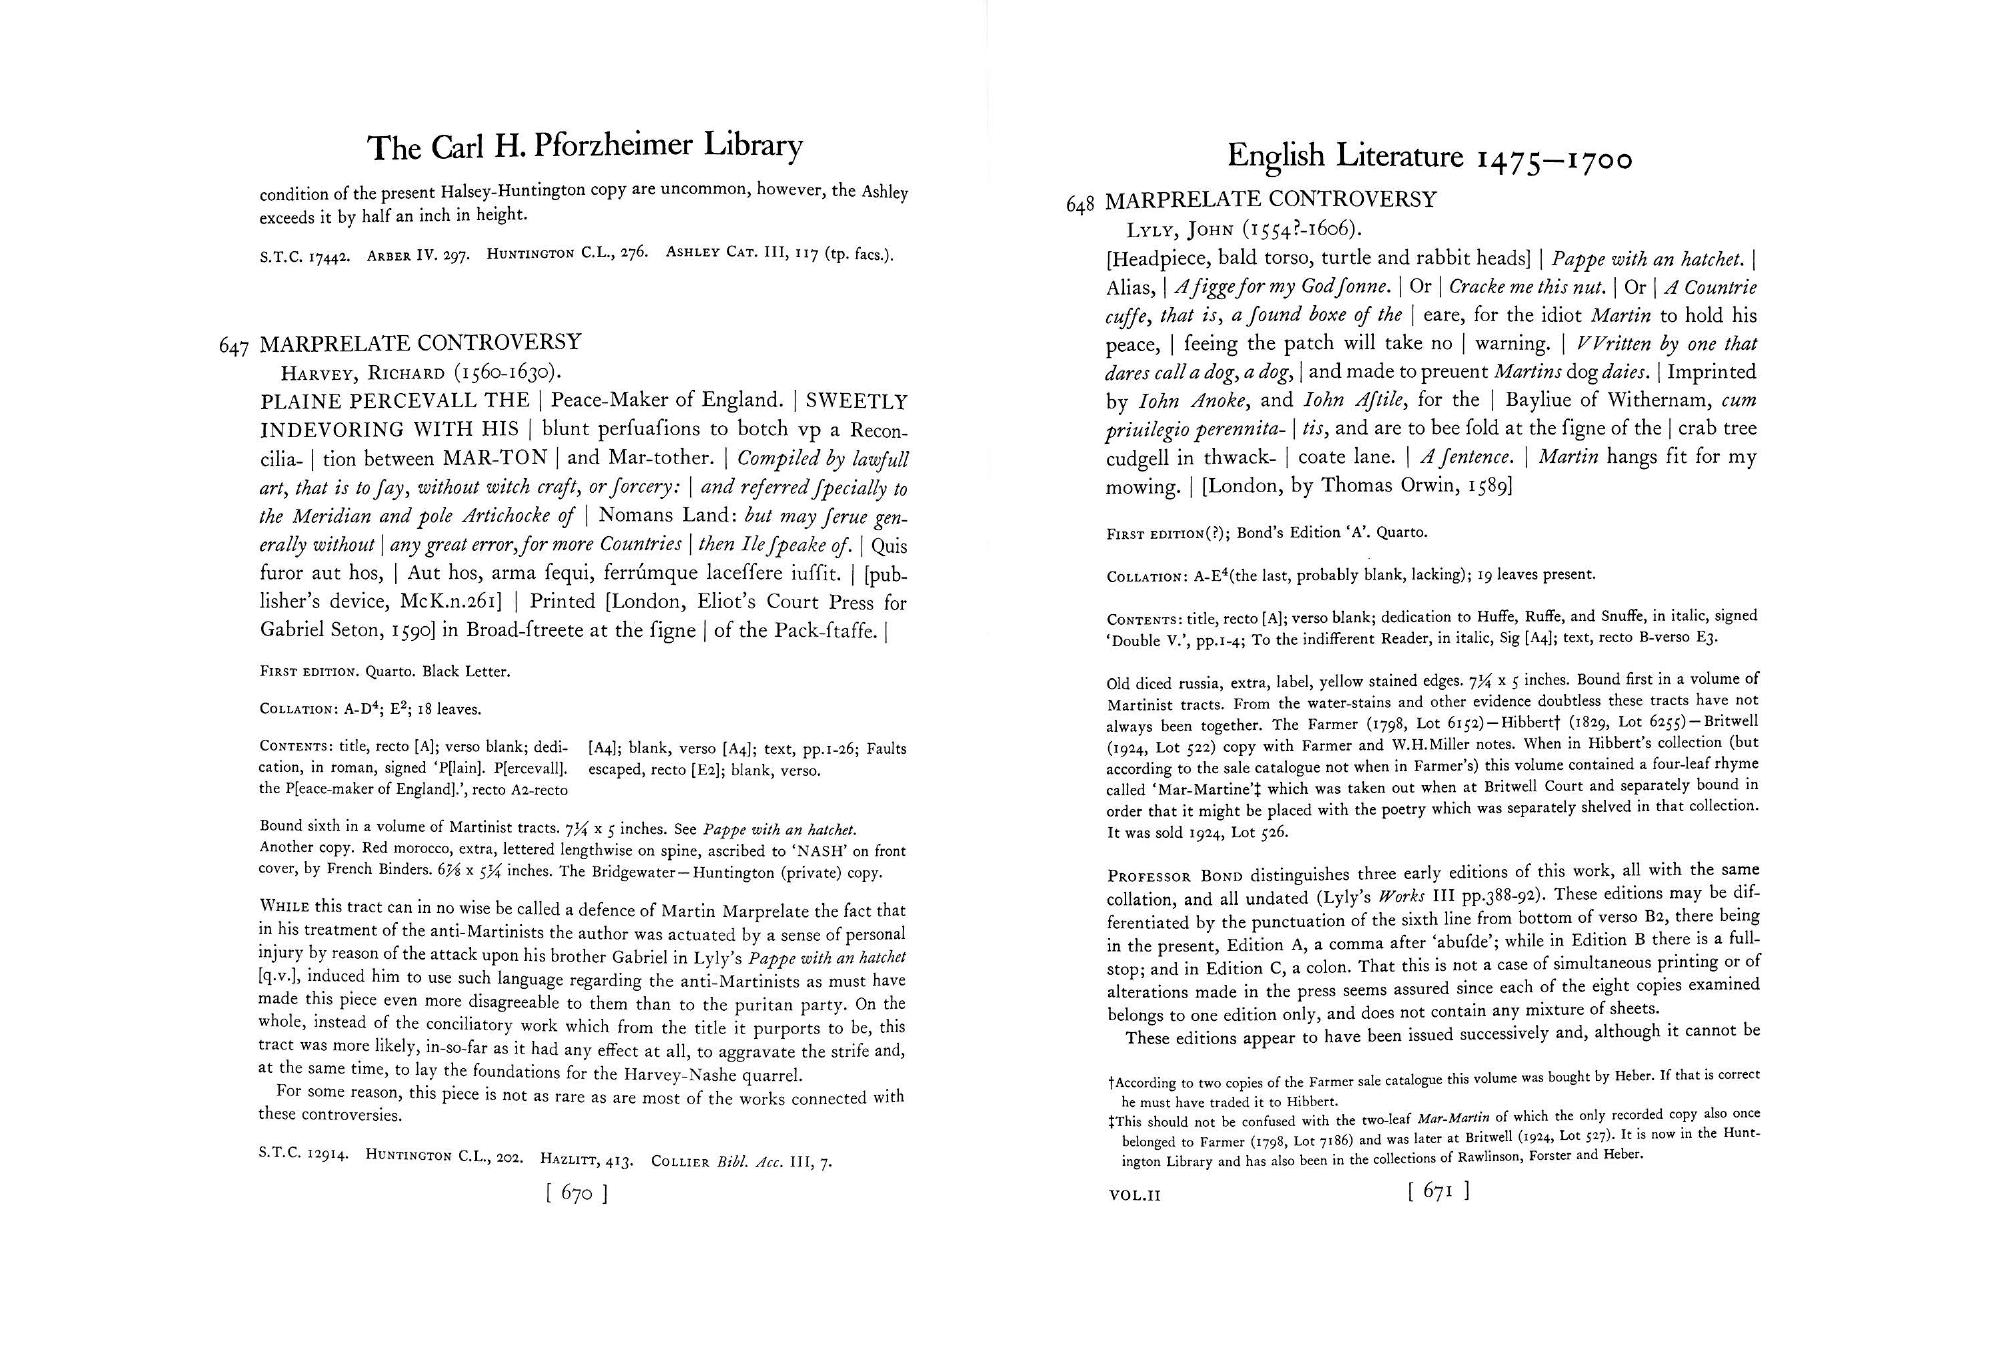 The Carl H. Pforzheimer Library
condition of the present Halsey-Huntington copy are uncommon, however, the Ashley
exceeds it by half an inch in height.
S.T.C. 17442. Arber IV. 297. Huntington C.L., 276. Ashley Cat. III, 117 (tp. facs.).
647 MARPRELATE CONTROVERSY
Harvey, Richard (1560-1630).
PLAINE PERCEVALL THE | Peace-Maker of England. | SWEETLY
INDEVORING WITH HIS | blunt perſuaſions to botch vp a Recon-
cilia- | tion between MAR-TON | and Mar-tother. | Compiled by lawfull
art, that is to ſay, without witch craft, or ſorcery: | and referred ſpecially to
the Meridian and pole Artichocke of | Nomans Land: but may ſerue gen-
erally without | any great error, for more Countries | then Ile ſpeake of. | Quis
furor aut hos, | Aut hos, arma ſequi, ferrúmque laceſſere iuſſit. | [pub-
lisher's device, McK.n.261] | Printed [London, Eliot's Court Press for
Gabriel Seton, 1590] in Broad-ſtreete at the ſigne | of the Pack-ſtaffe. |
First edition. Quarto. Black Letter.
Collation: A-D⁴; E²; 18 leaves.
Contents: title, recto [A]; verso blank; dedi-
cation, in roman, signed 'P[lain]. P[ercevall].
the P[eace-maker of England].', recto A2-recto
[A4]; blank, verso [A4]; text, pp.1-26; Faults
escaped, recto [E2]; blank, verso.
Bound sixth in a volume of Martinist tracts. 7¼ x 5 inches. See Pappe with an hatchet.
Another copy. Red morocco, extra, lettered lengthwise on spine, ascribed to 'NASH' on front
cover, by French Binders. 6⅞ x 5¼ inches. The Bridgewater—Huntington (private) copy.
While this tract can in no wise be called a defence of Martin Marprelate the fact that
in his treatment of the anti-Martinists the author was actuated by a sense of personal
injury by reason of the attack upon his brother Gabriel in Lyly's Pappe with an hatchet
[q.v.], induced him to use such language regarding the anti-Martinists as must have
made this piece even more disagreeable to them than to the puritan party. On the
whole, instead of the conciliatory work which from the title it purports to be, this
tract was more likely, in-so-far as it had any effect at all, to aggravate the strife and,
at the same time, to lay the foundations for the Harvey-Nashe quarrel.
For some reason, this piece is not as rare as are most of the works connected with
these controversies.
S.T.C. 12914. Huntington C.L., 202. Hazlitt, 413. Collier Bibl. Acc. III, 7.
[ 670 ]
English Literature 1475—1700
648 MARPRELATE CONTROVERSY
Lyly, John (1554?-1606).
[Headpiece, bald torso, turtle and rabbit heads] | Pappe with an hatchet. |
Alias, | A figge for my Godſonne. | Or | Cracke me this nut. | Or | A Countrie
cuffe, that is, a ſound boxe of the | eare, for the idiot Martin to hold his
peace, | feeing the patch will take no | warning. | VVritten by one that
dares call a dog, a dog, | and made to preuent Martins dog daies. | Imprinted
by Iohn Anoke, and Iohn Aſtile, for the | Bayliue of Withernam, cum
priuilegio perennita- | tis, and are to bee ſold at the ſigne of the | crab tree
cudgell in thwack- | coate lane. | A ſentence. | Martin hangs fit for my
mowing. | [London, by Thomas Orwin, 1589]
First edition(?); Bond's Edition 'A'. Quarto.
Collation: A-E⁴(the last, probably blank, lacking); 19 leaves present.
Contents: title, recto [A]; verso blank; dedication to Huffe, Ruffe, and Snuffe, in italic, signed
'Double V.', pp.1-4; To the indifferent Reader, in italic, Sig [A4]; text, recto B-verso E3.
Old diced russia, extra, label, yellow stained edges. 7¼ x 5 inches. Bound first in a volume of
Martinist tracts. From the water-stains and other evidence doubtless these tracts have not
always been together. The Farmer (1798, Lot 6152)—Hibbert† (1829, Lot 6255)—Britwell
(1924, Lot 522) copy with Farmer and W.H.Miller notes. When in Hibbert's collection (but
according to the sale catalogue not when in Farmer's) this volume contained a four-leaf rhyme
called 'Mar-Martine'‡ which was taken out when at Britwell Court and separately bound in
order that it might be placed with the poetry which was separately shelved in that collection.
It was sold 1924, Lot 526.
Professor Bond distinguishes three early editions of this work, all with the same
collation, and all undated (Lyly's Works III pp.388-92). These editions may be dif-
ferentiated by the punctuation of the sixth line from bottom of verso B2, there being
in the present, Edition A, a comma after 'abuſde'; while in Edition B there is a full-
stop; and in Edition C, a colon. That this is not a case of simultaneous printing or of
alterations made in the press seems assured since each of the eight copies examined
belongs to one edition only, and does not contain any mixture of sheets.
These editions appear to have been issued successively and, although it cannot be
†According to two copies of the Farmer sale catalogue this volume was bought by Heber. If that is correct
he must have traded it to Hibbert.
‡This should not be confused with the two-leaf Mar-Martin of which the only recorded copy also once
belonged to Farmer (1798, Lot 7186) and was later at Britwell (1924, Lot 527). It is now in the Hunt-
ington Library and has also been in the collections of Rawlinson, Forster and Heber.
VOL.II
[ 671 ]